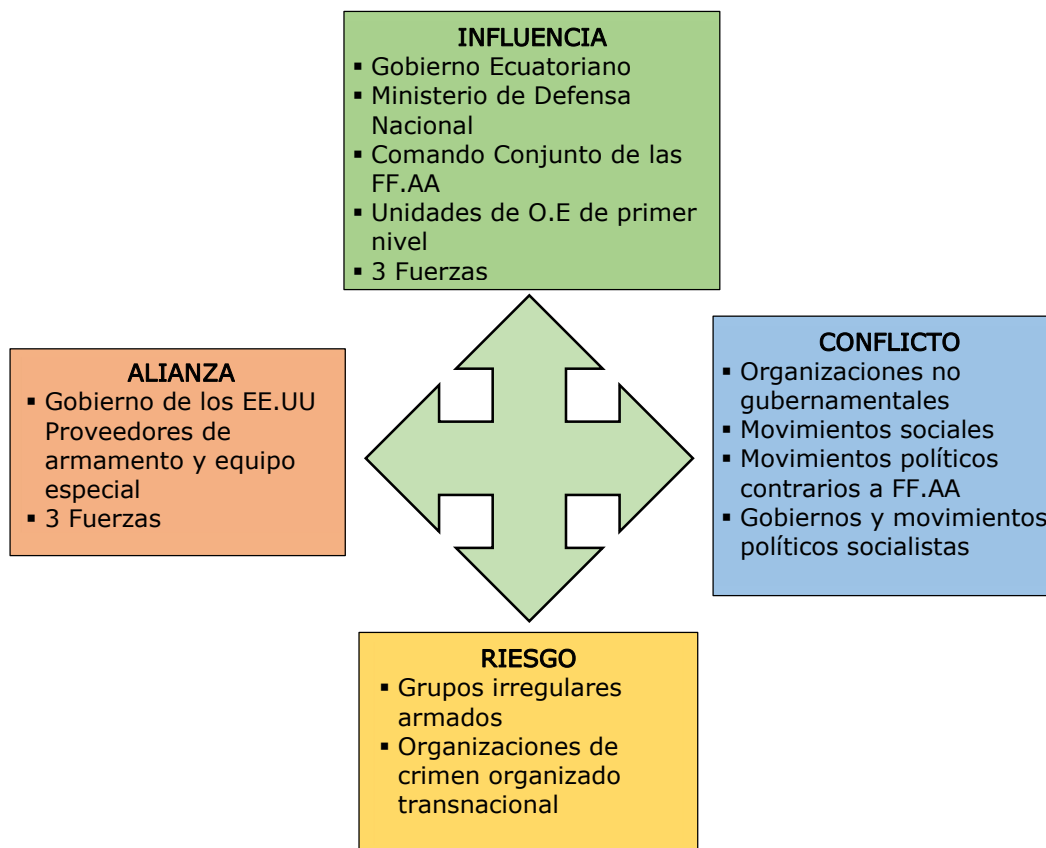 INFLUENCIA
▪ Gobierno Ecuatoriano
▪ Ministerio de Defensa
Nacional
▪ Comando Conjunto de las
FF.AA
▪ Unidades de O.E de primer
nivel
▪ 3 Fuerzas
ALIANZA
▪ Gobierno de los EE.UU
Proveedores de
armamento y equipo
especial
▪ 3 Fuerzas
CONFLICTO
▪ Organizaciones no
gubernamentales
▪ Movimientos sociales
▪ Movimientos políticos
contrarios a FF.AA
▪ Gobiernos y movimientos
políticos socialistas
RIESGO
▪ Grupos irregulares
armados
▪ Organizaciones de
crimen organizado
transnacional